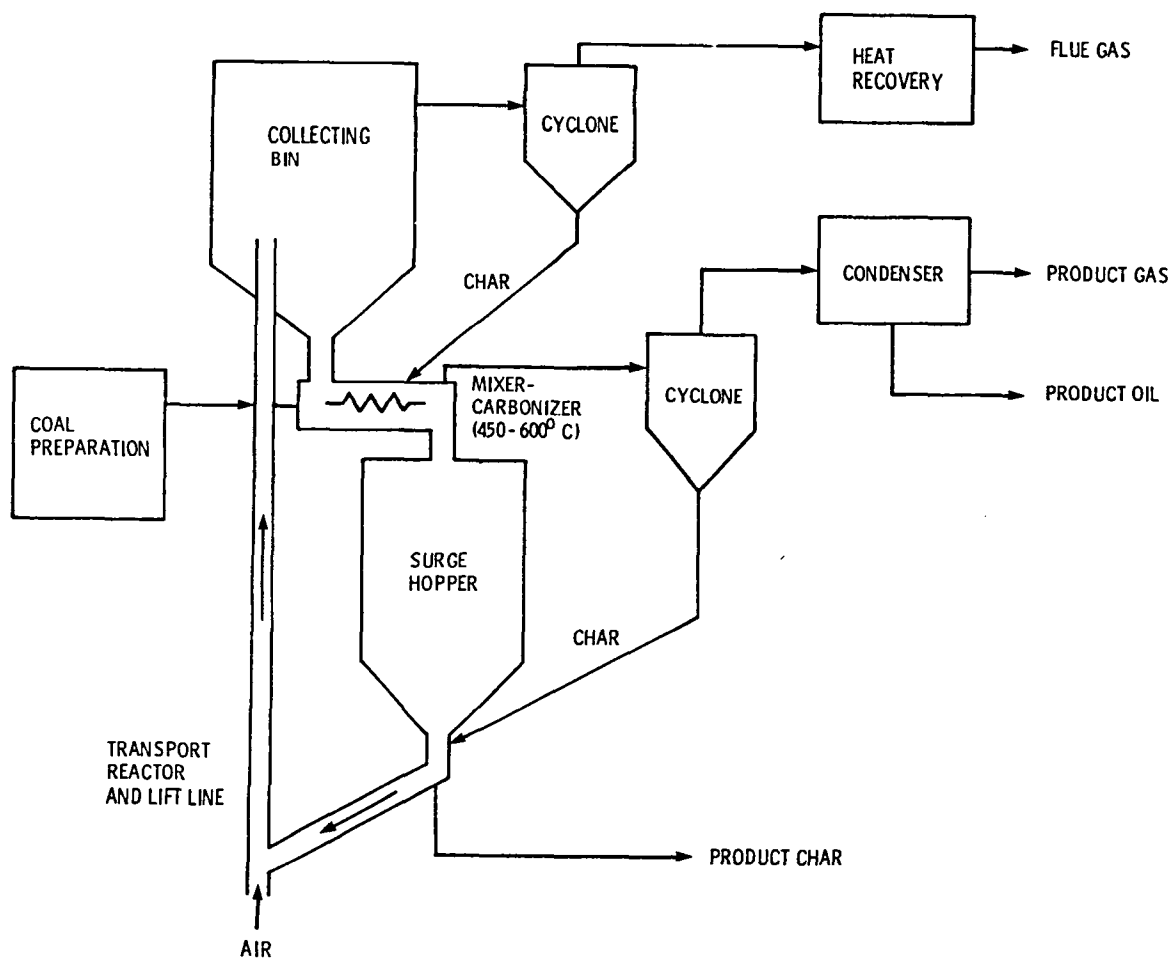 HEAT
RECOVERY
FLUE GAS
COLLECTING
BIN
CYCLONE
CHAR
CONDENSER
PRODUCT GAS
PRODUCT OIL
COAL
PREPARATION
MIXER-
CARBONIZER
(450-600⁰ C)
CYCLONE
SURGE
HOPPER
CHAR
TRANSPORT
REACTOR
AND LIFT LINE
PRODUCT CHAR
AIR